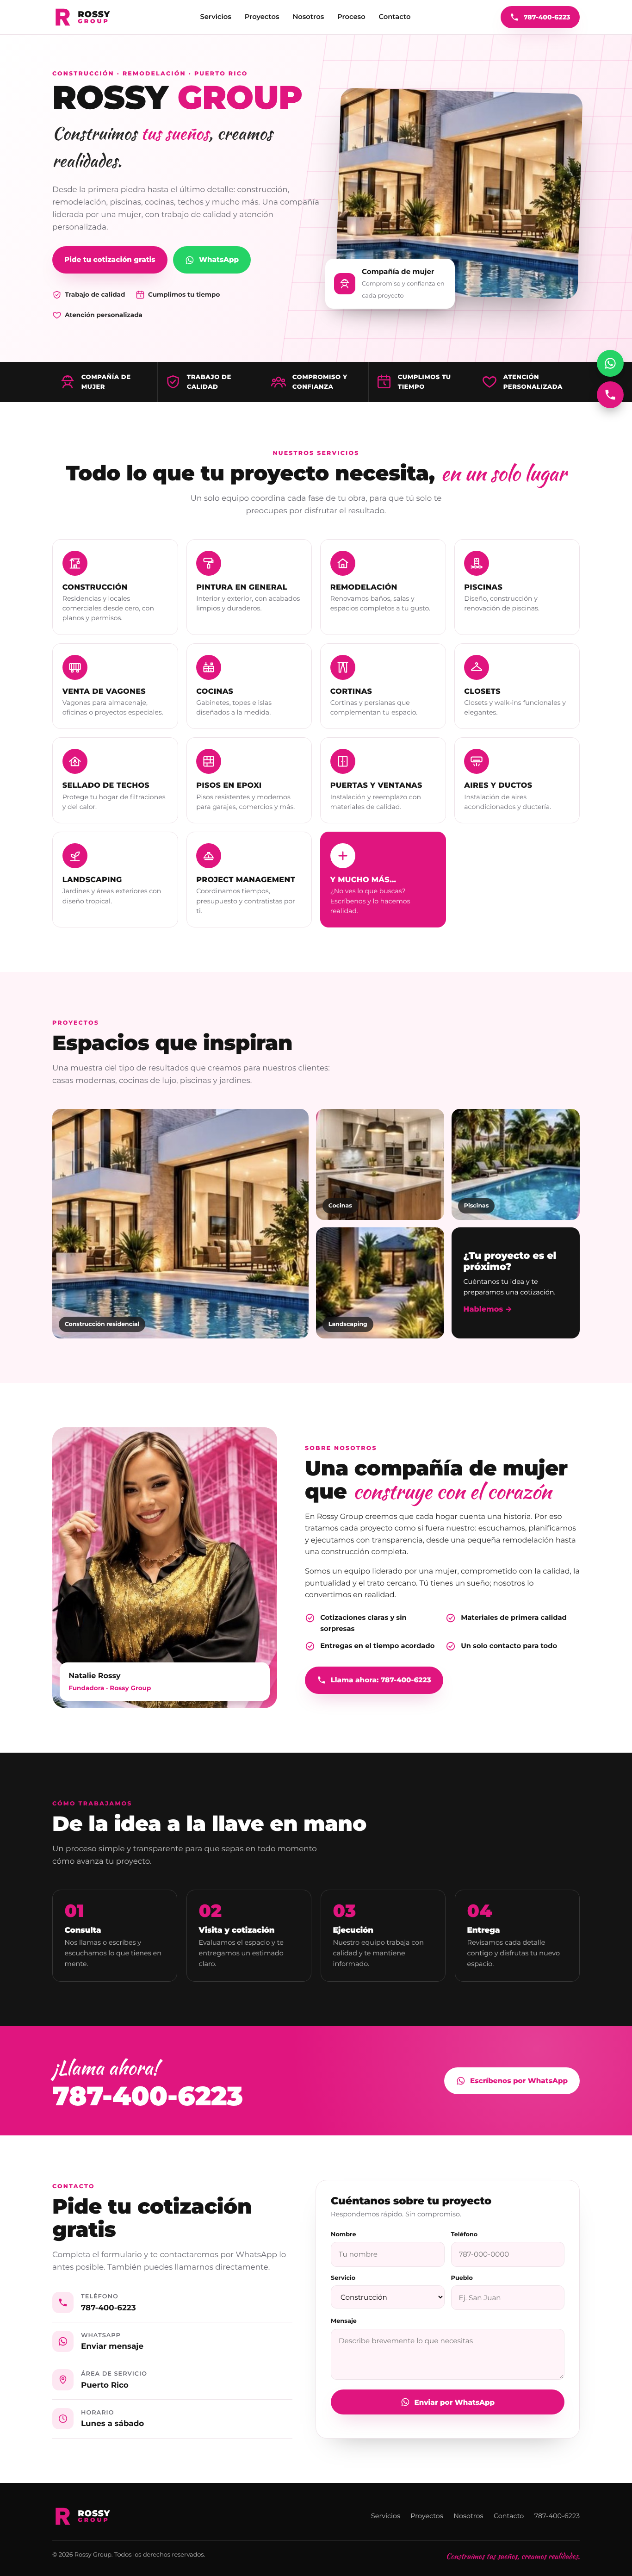 ROSSY
GROUP
Servicios
Proyectos
Nosotros
Proceso
Contacto
787-400-6223
CONSTRUCCIÓN · REMODELACIÓN · PUERTO RICO
ROSSY GROUP
Construimos tus sueños, creamos
realidades.
Desde la primera piedra hasta el último detalle: construcción,
remodelación, piscinas, cocinas, techos y mucho más. Una compañía
liderada por una mujer, con trabajo de calidad y atención
personalizada.
Pide tu cotización gratis
WhatsApp
Trabajo de calidad
Cumplimos tu tiempo
Atención personalizada
Compañía de mujer
Compromiso y confianza en
cada proyecto
COMPAÑÍA DE
MUJER
TRABAJO DE
CALIDAD
COMPROMISO Y
CONFIANZA
CUMPLIMOS TU
TIEMPO
ATENCIÓN
PERSONALIZADA
NUESTROS SERVICIOS
Todo lo que tu proyecto necesita, en un solo lugar
Un solo equipo coordina cada fase de tu obra, para que tú solo te
preocupes por disfrutar el resultado.
CONSTRUCCIÓN
Residencias y locales
comerciales desde cero, con
planos y permisos.
PINTURA EN GENERAL
Interior y exterior, con acabados
limpios y duraderos.
REMODELACIÓN
Renovamos baños, salas y
espacios completos a tu gusto.
PISCINAS
Diseño, construcción y
renovación de piscinas.
VENTA DE VAGONES
Vagones para almacenaje,
oficinas o proyectos especiales.
COCINAS
Gabinetes, topes e islas
diseñados a la medida.
CORTINAS
Cortinas y persianas que
complementan tu espacio.
CLOSETS
Closets y walk-ins funcionales y
elegantes.
SELLADO DE TECHOS
Protege tu hogar de filtraciones
y del calor.
PISOS EN EPOXI
Pisos resistentes y modernos
para garajes, comercios y más.
PUERTAS Y VENTANAS
Instalación y reemplazo con
materiales de calidad.
AIRES Y DUCTOS
Instalación de aires
acondicionados y ductería.
LANDSCAPING
Jardines y áreas exteriores con
diseño tropical.
PROJECT MANAGEMENT
Coordinamos tiempos,
presupuesto y contratistas por
ti.
Y MUCHO MÁS...
¿No ves lo que buscas?
Escríbenos y lo hacemos
realidad.
PROYECTOS
Espacios que inspiran
Una muestra del tipo de resultados que creamos para nuestros clientes:
casas modernas, cocinas de lujo, piscinas y jardines.
Construcción residencial
Cocinas
Piscinas
Landscaping
¿Tu proyecto es el
próximo?
Cuéntanos tu idea y te
preparamos una cotización.
Hablemos →
SOBRE NOSOTROS
Una compañía de mujer
que construye con el corazón
En Rossy Group creemos que cada hogar cuenta una historia. Por eso
tratamos cada proyecto como si fuera nuestro: escuchamos, planificamos
y ejecutamos con transparencia, desde una pequeña remodelación hasta
una construcción completa.
Somos un equipo liderado por una mujer, comprometido con la calidad, la
puntualidad y el trato cercano. Tú tienes un sueño; nosotros lo
convertimos en realidad.
Cotizaciones claras y sin
sorpresas
Materiales de primera calidad
Entregas en el tiempo acordado
Un solo contacto para todo
Llama ahora: 787-400-6223
Natalie Rossy
Fundadora · Rossy Group
CÓMO TRABAJAMOS
De la idea a la llave en mano
Un proceso simple y transparente para que sepas en todo momento
cómo avanza tu proyecto.
01
Consulta
Nos llamas o escribes y
escuchamos lo que tienes en
mente.
02
Visita y cotización
Evaluamos el espacio y te
entregamos un estimado
claro.
03
Ejecución
Nuestro equipo trabaja con
calidad y te mantiene
informado.
04
Entrega
Revisamos cada detalle
contigo y disfrutas tu nuevo
espacio.
¡Llama ahora!
787-400-6223
Escríbenos por WhatsApp
CONTACTO
Pide tu cotización
gratis
Completa el formulario y te contactaremos por WhatsApp lo
antes posible. También puedes llamarnos directamente.
TELÉFONO
787-400-6223
WHATSAPP
Enviar mensaje
ÁREA DE SERVICIO
Puerto Rico
HORARIO
Lunes a sábado
Cuéntanos sobre tu proyecto
Respondemos rápido. Sin compromiso.
Nombre
Teléfono
Tu nombre
787-000-0000
Servicio
Pueblo
Construcción
Ej. San Juan
Mensaje
Describe brevemente lo que necesitas
Enviar por WhatsApp
ROSSY
GROUP
Servicios
Proyectos
Nosotros
Contacto
787-400-6223
© 2026 Rossy Group. Todos los derechos reservados.
Construimos tus sueños, creamos realidades.